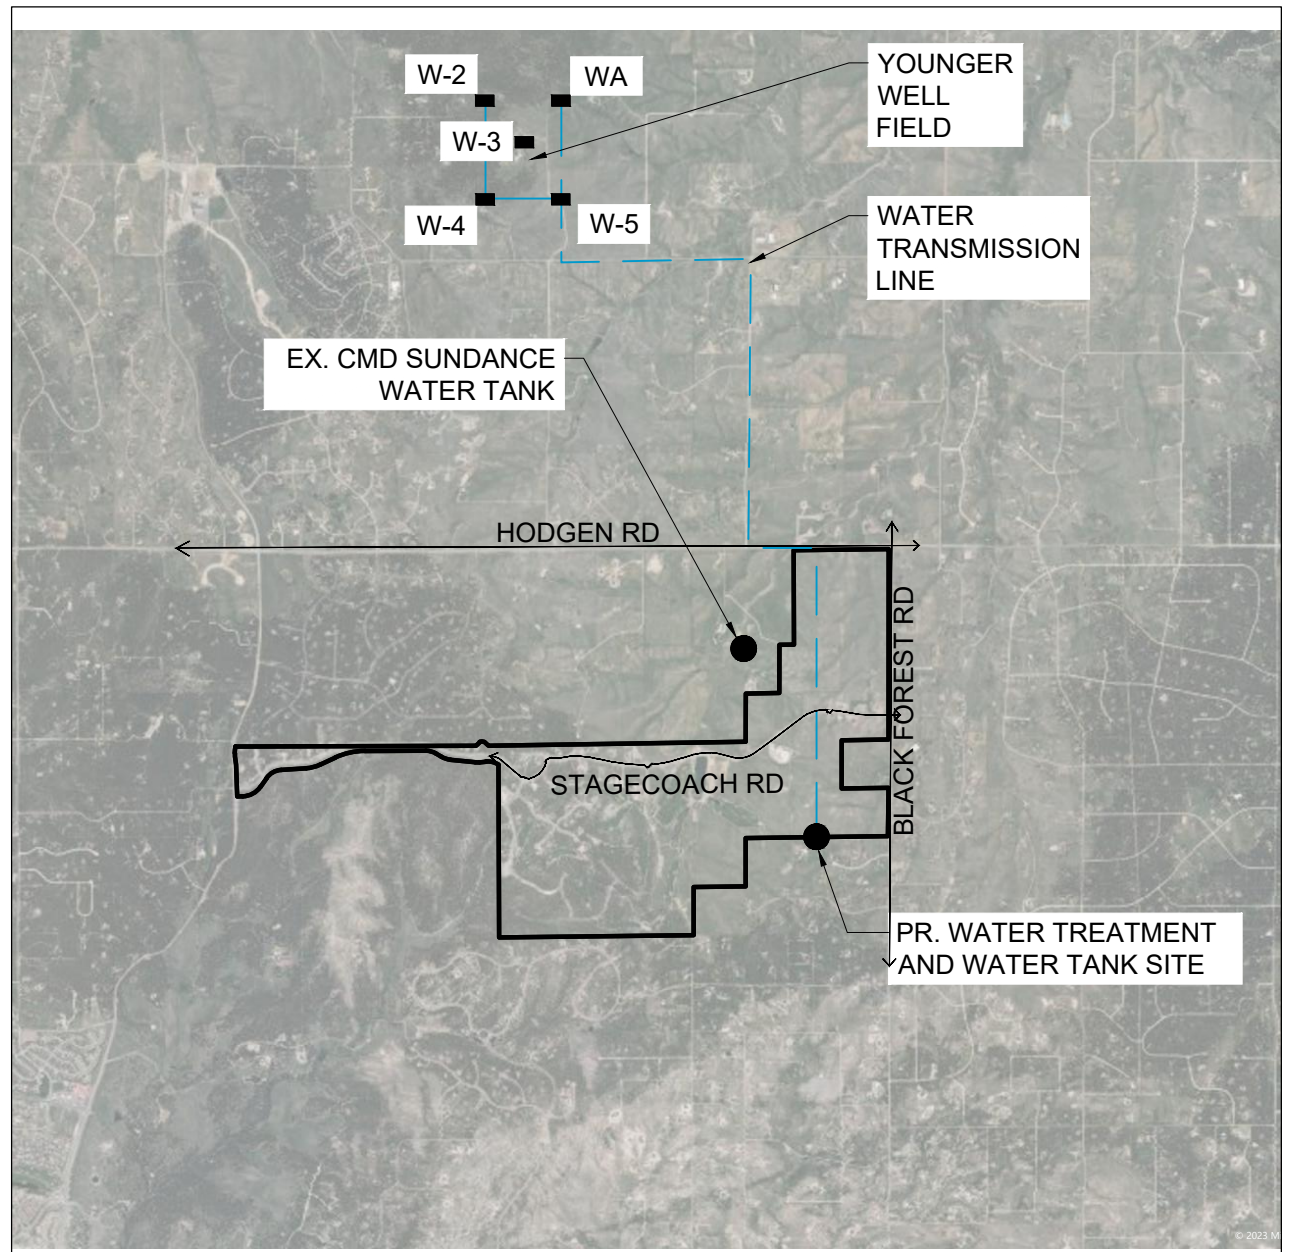 W-2
WA
YOUNGER
WELL
FIELD
W-3
W-4
W-5
WATER
TRANSMISSION
LINE
EX. CMD SUNDANCE
WATER TANK
HODGEN RD
BLACK FOREST RD
STAGECOACH RD
PR. WATER TREATMENT
AND WATER TANK SITE
© 2023 M